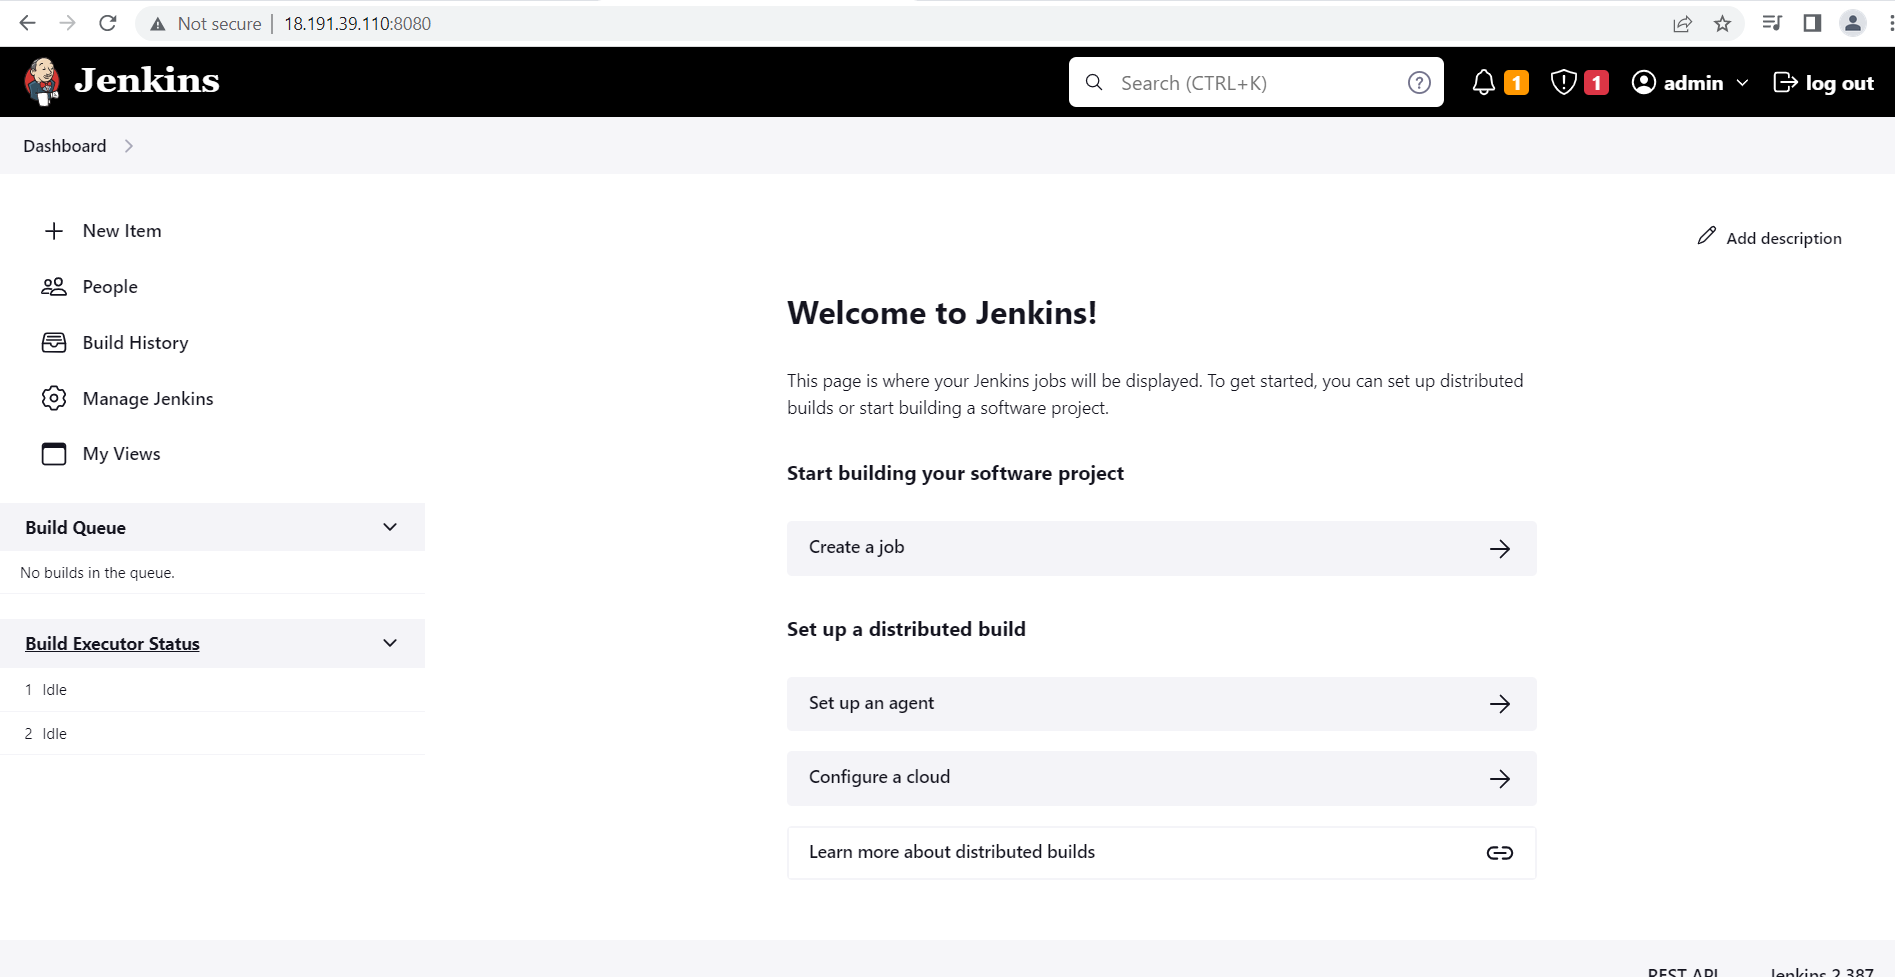 Not secure | 18.191.39.110:8080
Jenkins
Search (CTRL+K)
?
1
1
admin
log out
Dashboard
New Item
People
Build History
Manage Jenkins
My Views
Build Queue
No builds in the queue.
Build Executor Status
1 Idle
2 Idle
Add description
Welcome to Jenkins!
This page is where your Jenkins jobs will be displayed. To get started, you can set up distributed
builds or start building a software project.
Start building your software project
Create a job
Set up a distributed build
Set up an agent
Configure a cloud
Learn more about distributed builds
REST API
Jenkins 2.387